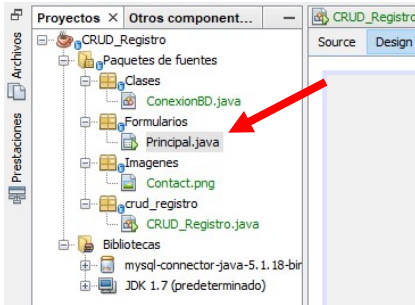 Proyectos × Otros component...
CRUD_Registro
Source Design
Archivos
Prestaciones
CRUD_Registro
Paquetes de fuentes
Clases
ConexionBD.java
Formularios
Principal.java
Imagenes
Contact.png
crud_registro
CRUD_Registro.java
Bibliotecas
mysql-connector-java-5.1.18-bin
JDK 1.7 (predeterminado)